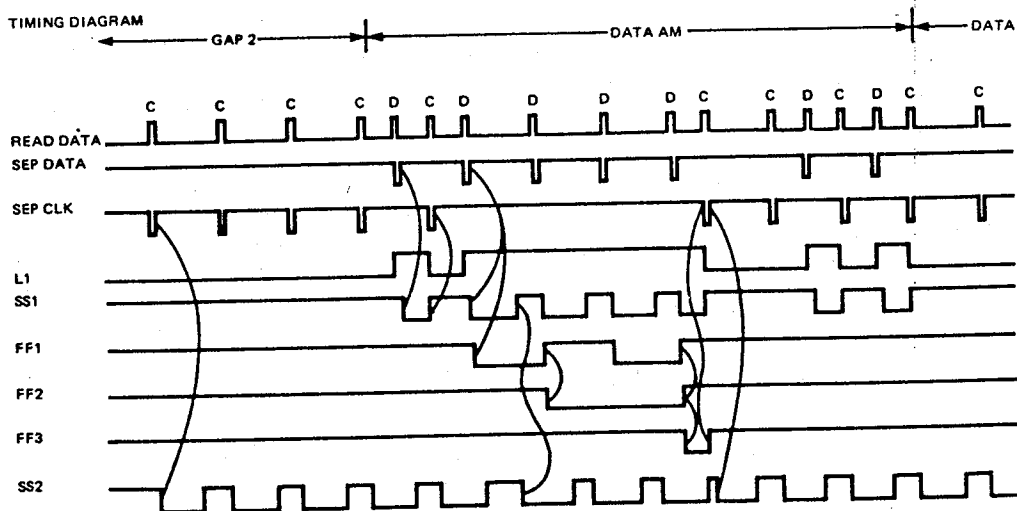 TIMING DIAGRAM
GAP 2 DATA AM DATA
C C C C D C D D D D C C D C D C C
READ DATA
SEP DATA
SEP CLK
L1
SS1
FF1
FF2
FF3
SS2